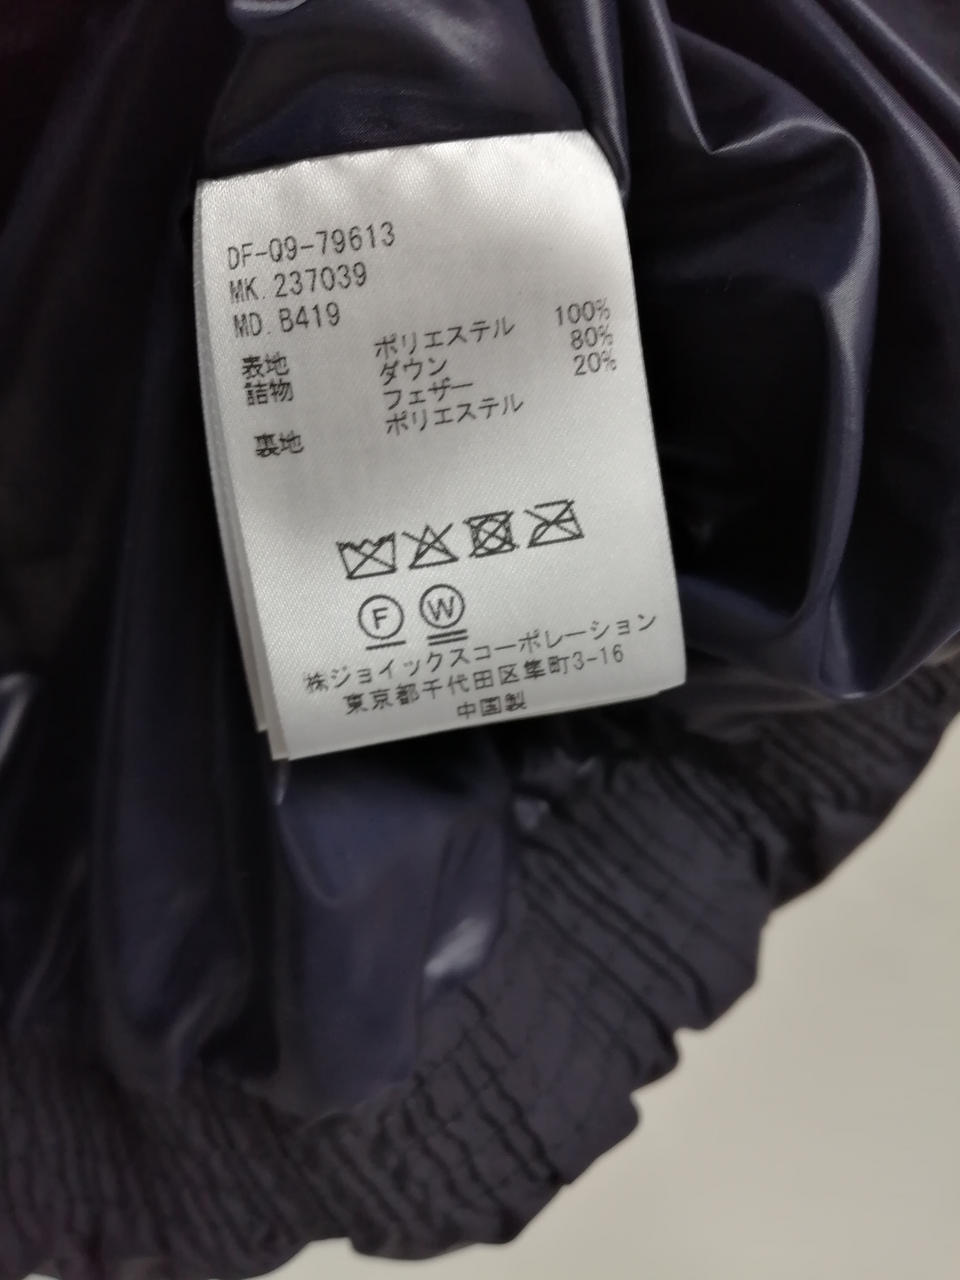 DF-Q9-79613
MK. 237039
MD. B419
表地 ポリエステル 100%
詰物 ダウン 80%
フェザー 20%
裏地 ポリエステル
F W
㈱ジョイックスコーポレーション
東京都千代田区隼町3-16
中国製